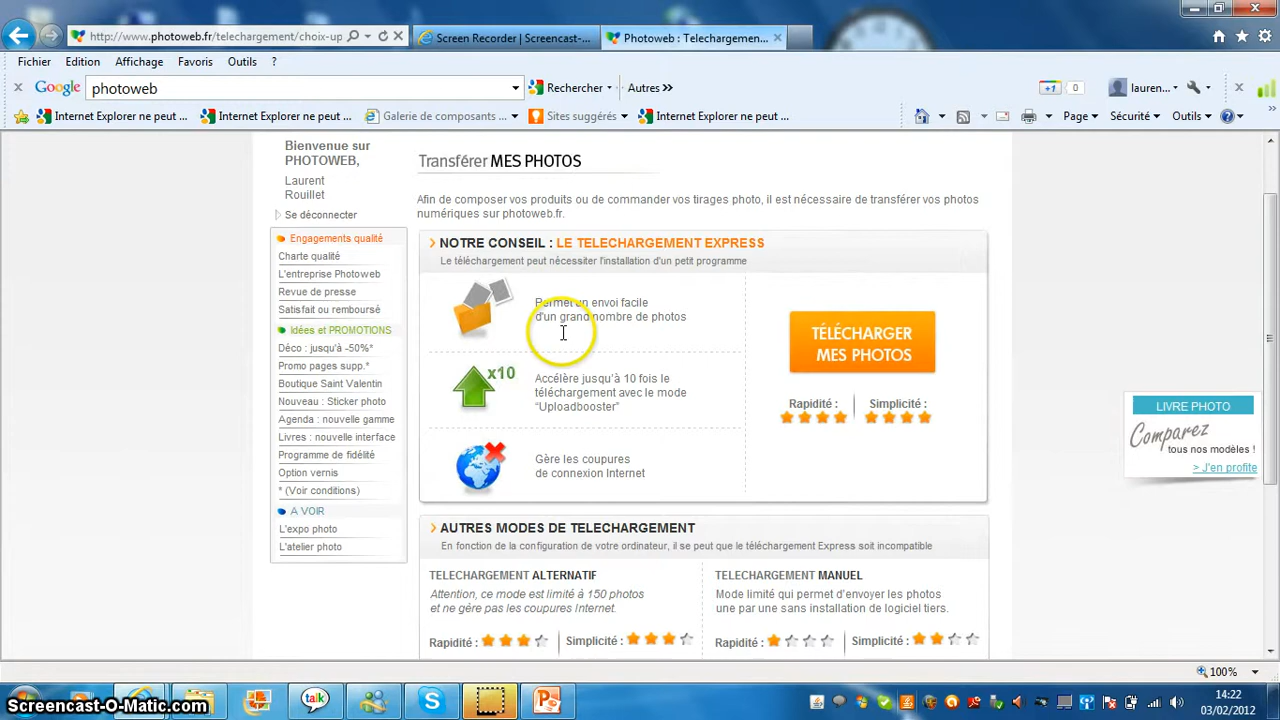 http://www.photoweb.fr/telechargement/choix-up
Screen Recorder | Screencast-...
Photoweb : Telechargemen...
Fichier Edition Affichage Favoris Outils ?
Google photoweb Rechercher Autres »
+1 0 lauren...
Internet Explorer ne peut ... Internet Explorer ne peut ... Galerie de composants ... Sites suggérés Internet Explorer ne peut ... Page Sécurité Outils
Bienvenue sur
PHOTOWEB,
Laurent
Rouillet
Se déconnecter
Engagements qualité
Charte qualité
L'entreprise Photoweb
Revue de presse
Satisfait ou remboursé
Idées et PROMOTIONS
Déco : jusqu'à -50%*
Promo pages supp.*
Boutique Saint Valentin
Nouveau : Sticker photo
Agenda : nouvelle gamme
Livres : nouvelle interface
Programme de fidélité
Option vernis
* (Voir conditions)
A VOIR
L'expo photo
L'atelier photo
Transférer MES PHOTOS
Afin de composer vos produits ou de commander vos tirages photo, il est nécessaire de transférer vos photos
numériques sur photoweb.fr.
NOTRE CONSEIL : LE TELECHARGEMENT EXPRESS
Le téléchargement peut nécessiter l'installation d'un petit programme
Permet un envoi facile
d'un grand nombre de photos
x10
Accélère jusqu'à 10 fois le
téléchargement avec le mode
“Uploadbooster”
Gère les coupures
de connexion Internet
TÉLÉCHARGER
MES PHOTOS
Rapidité : Simplicité :
AUTRES MODES DE TELECHARGEMENT
En fonction de la configuration de votre ordinateur, il se peut que le téléchargement Express soit incompatible
TELECHARGEMENT ALTERNATIF
Attention, ce mode est limité à 150 photos
et ne gère pas les coupures Internet.
Rapidité : Simplicité :
TELECHARGEMENT MANUEL
Mode limité qui permet d'envoyer les photos
une par une sans installation de logiciel tiers.
Rapidité : Simplicité :
LIVRE PHOTO
Comparez
tous nos modèles !
> J'en profite
100%
Screencast-O-Matic.com
talk
14:22
03/02/2012